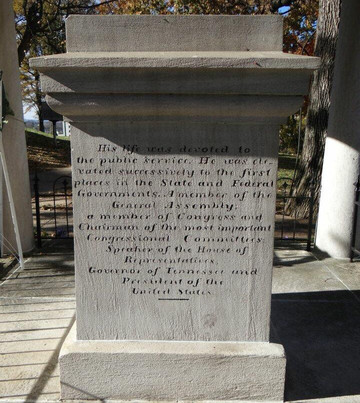 His life was devoted to
the public service. He was ele-
vated successively to the first
places in the State and Federal
Governments. A member of the
General Assembly;
a member of Congress and
Chairman of the most important
Congressional Committees;
Speaker of the House of
Representatives;
Governor of Tennessee and
President of the
United States.